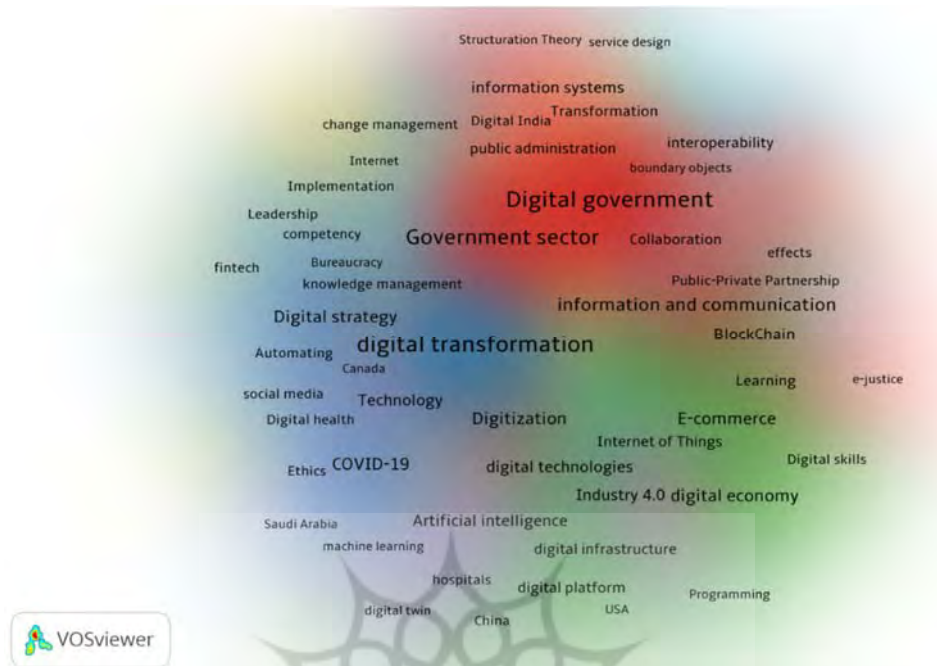 Structuration Theory service design
information systems
Transformation
change management Digital India
public administration interoperability
Internet boundary objects
Implementation
Digital government
Leadership
competency Government sector Collaboration
effects
fintech Bureaucracy
knowledge management Public-Private Partnership
information and communication
Digital strategy
BlockChain
digital transformation
Automating
Canada
Learning e-justice
social media Technology
Digital health Digitization E-commerce
Internet of Things
Ethics COVID-19 digital technologies Digital skills
Industry 4.0 digital economy
Saudi Arabia Artificial intelligence
machine learning digital infrastructure
hospitals digital platform Programming
digital twin China USA
VOSviewer